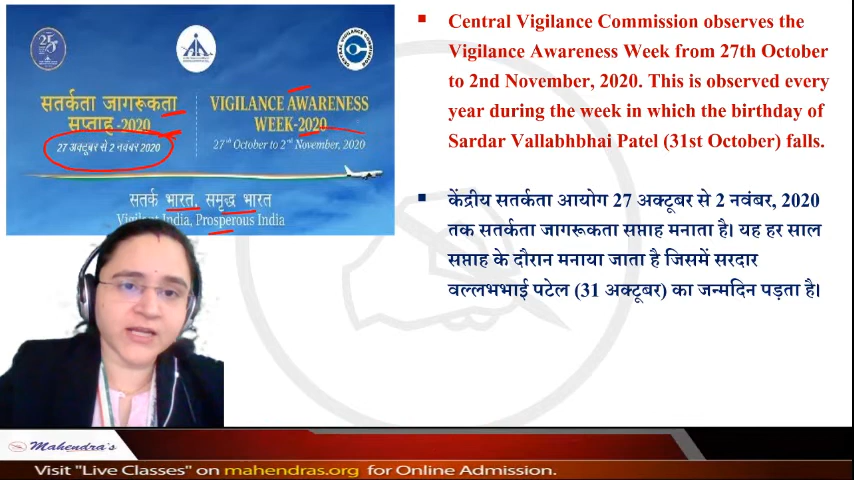 25
सतर्कता जागरूकता
सप्ताह -2020
27 अक्टूबर से 2 नवंबर 2020
VIGILANCE AWARENESS
WEEK-2020
27th October to 2nd November, 2020
सतर्क भारत, समृद्ध भारत
Vigilant India, Prosperous India
Central Vigilance Commission observes the
Vigilance Awareness Week from 27th October
to 2nd November, 2020. This is observed every
year during the week in which the birthday of
Sardar Vallabhbhai Patel (31st October) falls.
केंद्रीय सतर्कता आयोग 27 अक्टूबर से 2 नवंबर, 2020
तक सतर्कता जागरूकता सप्ताह मनाता है। यह हर साल
सप्ताह के दौरान मनाया जाता है जिसमें सरदार
वल्लभभाई पटेल (31 अक्टूबर) का जन्मदिन पड़ता है।
Mahendra's
Visit "Live Classes" on mahendras.org for Online Admission.